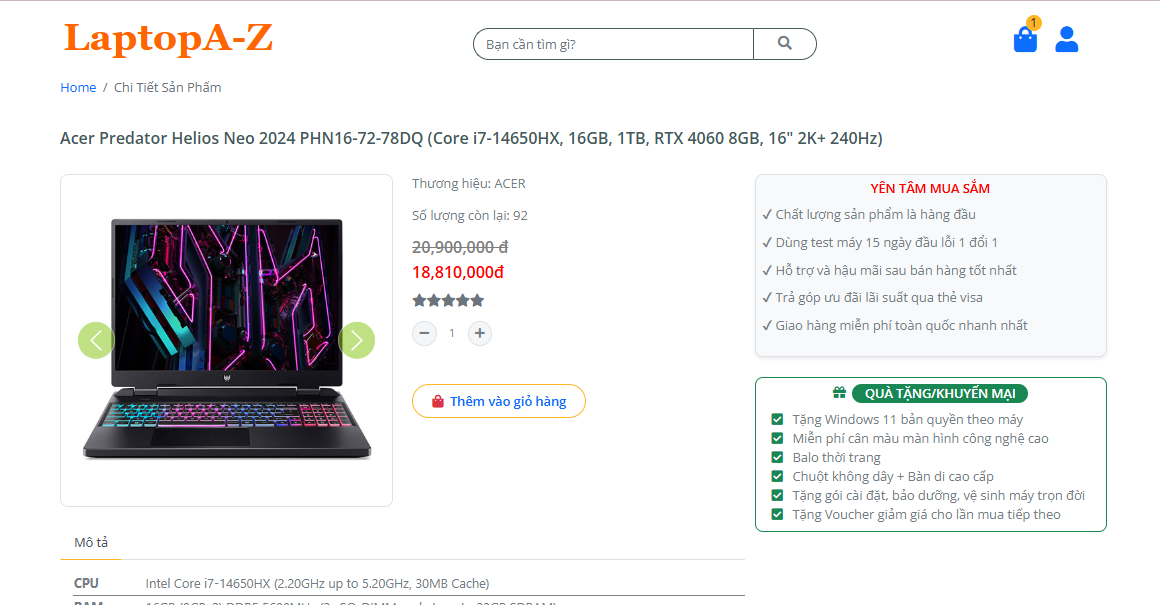 LaptopA-Z
Bạn cần tìm gì?
1
Home / Chi Tiết Sản Phẩm
Acer Predator Helios Neo 2024 PHN16-72-78DQ (Core i7-14650HX, 16GB, 1TB, RTX 4060 8GB, 16" 2K+ 240Hz)
Thương hiệu: ACER
Số lượng còn lại: 92
20,900,000 đ
18,810,000đ
1
Thêm vào giỏ hàng
YÊN TÂM MUA SẮM
✓ Chất lượng sản phẩm là hàng đầu
✓ Dùng test máy 15 ngày đầu lỗi 1 đổi 1
✓ Hỗ trợ và hậu mãi sau bán hàng tốt nhất
✓ Trả góp ưu đãi lãi suất qua thẻ visa
✓ Giao hàng miễn phí toàn quốc nhanh nhất
QUÀ TẶNG/KHUYẾN MẠI
Tặng Windows 11 bản quyền theo máy
Miễn phí cân màu màn hình công nghệ cao
Balo thời trang
Chuột không dây + Bàn di cao cấp
Tặng gói cài đặt, bảo dưỡng, vệ sinh máy trọn đời
Tặng Voucher giảm giá cho lần mua tiếp theo
Mô tả
CPU Intel Core i7-14650HX (2.20GHz up to 5.20GHz, 30MB Cache)
RAM